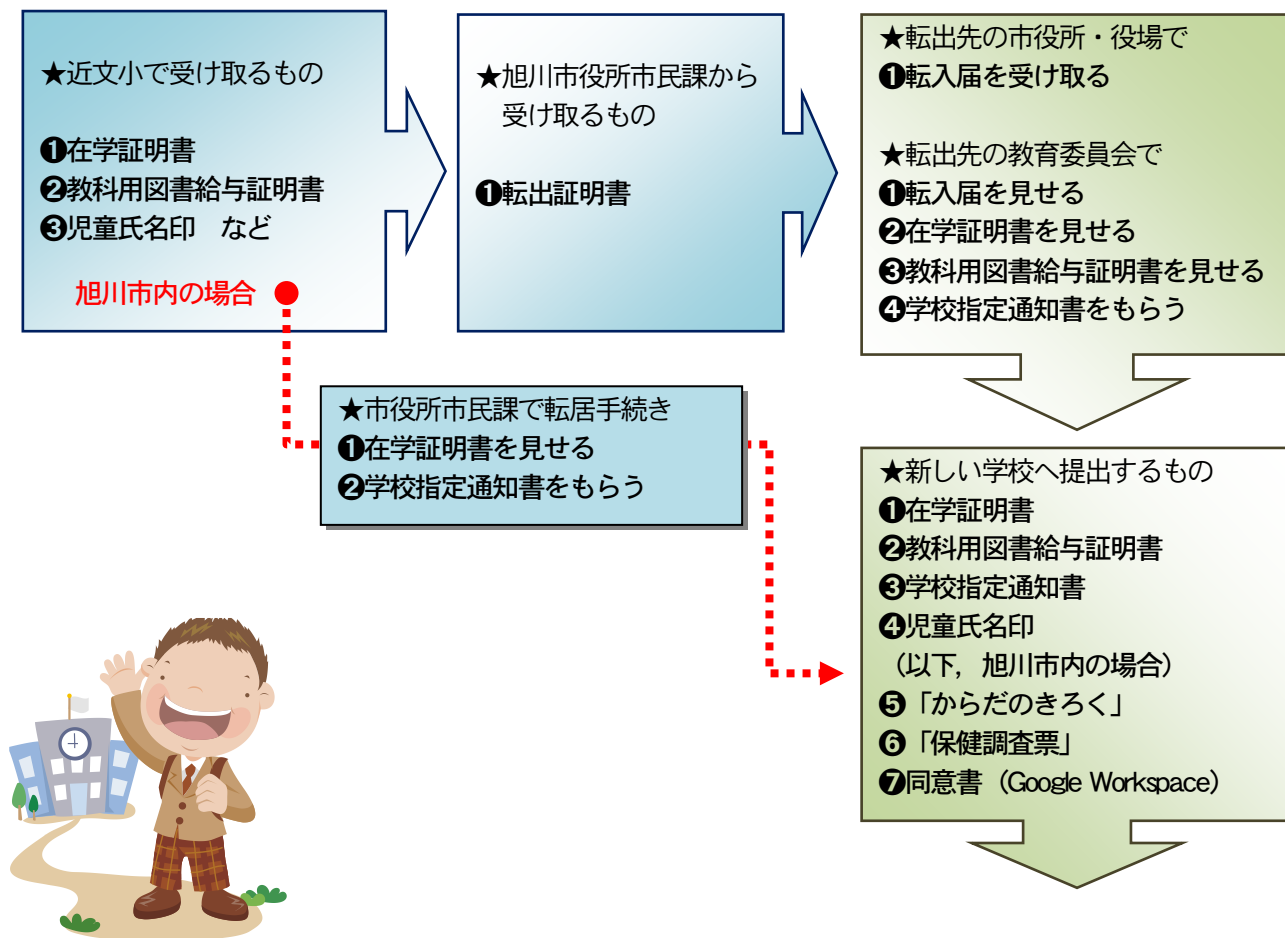 ★近文小で受け取るもの
❶在学証明書
❷教科用図書給与証明書
❸児童氏名印　など
旭川市内の場合
★旭川市役所市民課から
受け取るもの
❶転出証明書
★転出先の市役所・役場で
❶転入届を受け取る
★転出先の教育委員会で
❶転入届を見せる
❷在学証明書を見せる
❸教科用図書給与証明書を見せる
❹学校指定通知書をもらう
★市役所市民課で転居手続き
❶在学証明書を見せる
❷学校指定通知書をもらう
★新しい学校へ提出するもの
❶在学証明書
❷教科用図書給与証明書
❸学校指定通知書
❹児童氏名印
（以下，旭川市内の場合）
❺「からだのきろく」
❻「保健調査票」
❼同意書（Google Workspace）